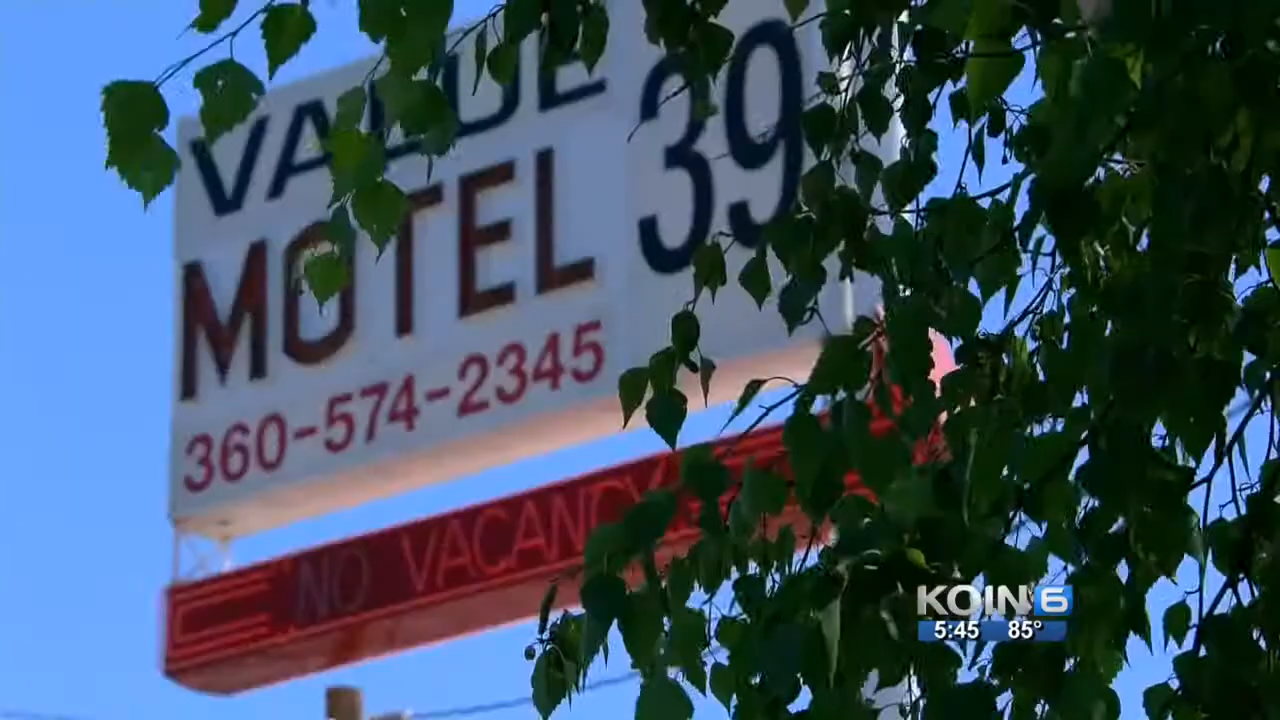 VALUE
MOTEL 39
360-574-2345
NO VACANCY
KOIN 6
5:45 85°